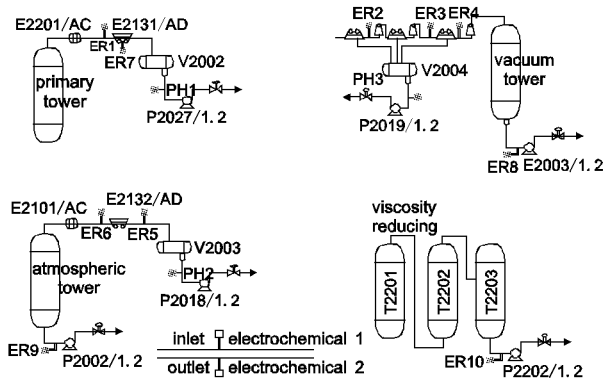 E2201/AC E2131/AD
ER1
ER7 V2002
primary
tower
PH1
P2027/1. 2
ER2 ER3 ER4
PH3 V2004
vacuum
tower
P2019/1. 2
ER8 E2003/1. 2
E2101/AC E2132/AD
ER6 ER5
V2003
atmospheric
tower
PH2
P2018/1. 2
ER9
P2002/1. 2
viscosity
reducing
T2201 T2202 T2203
ER10
P2202/1. 2
inlet electrochemical 1
outlet electrochemical 2